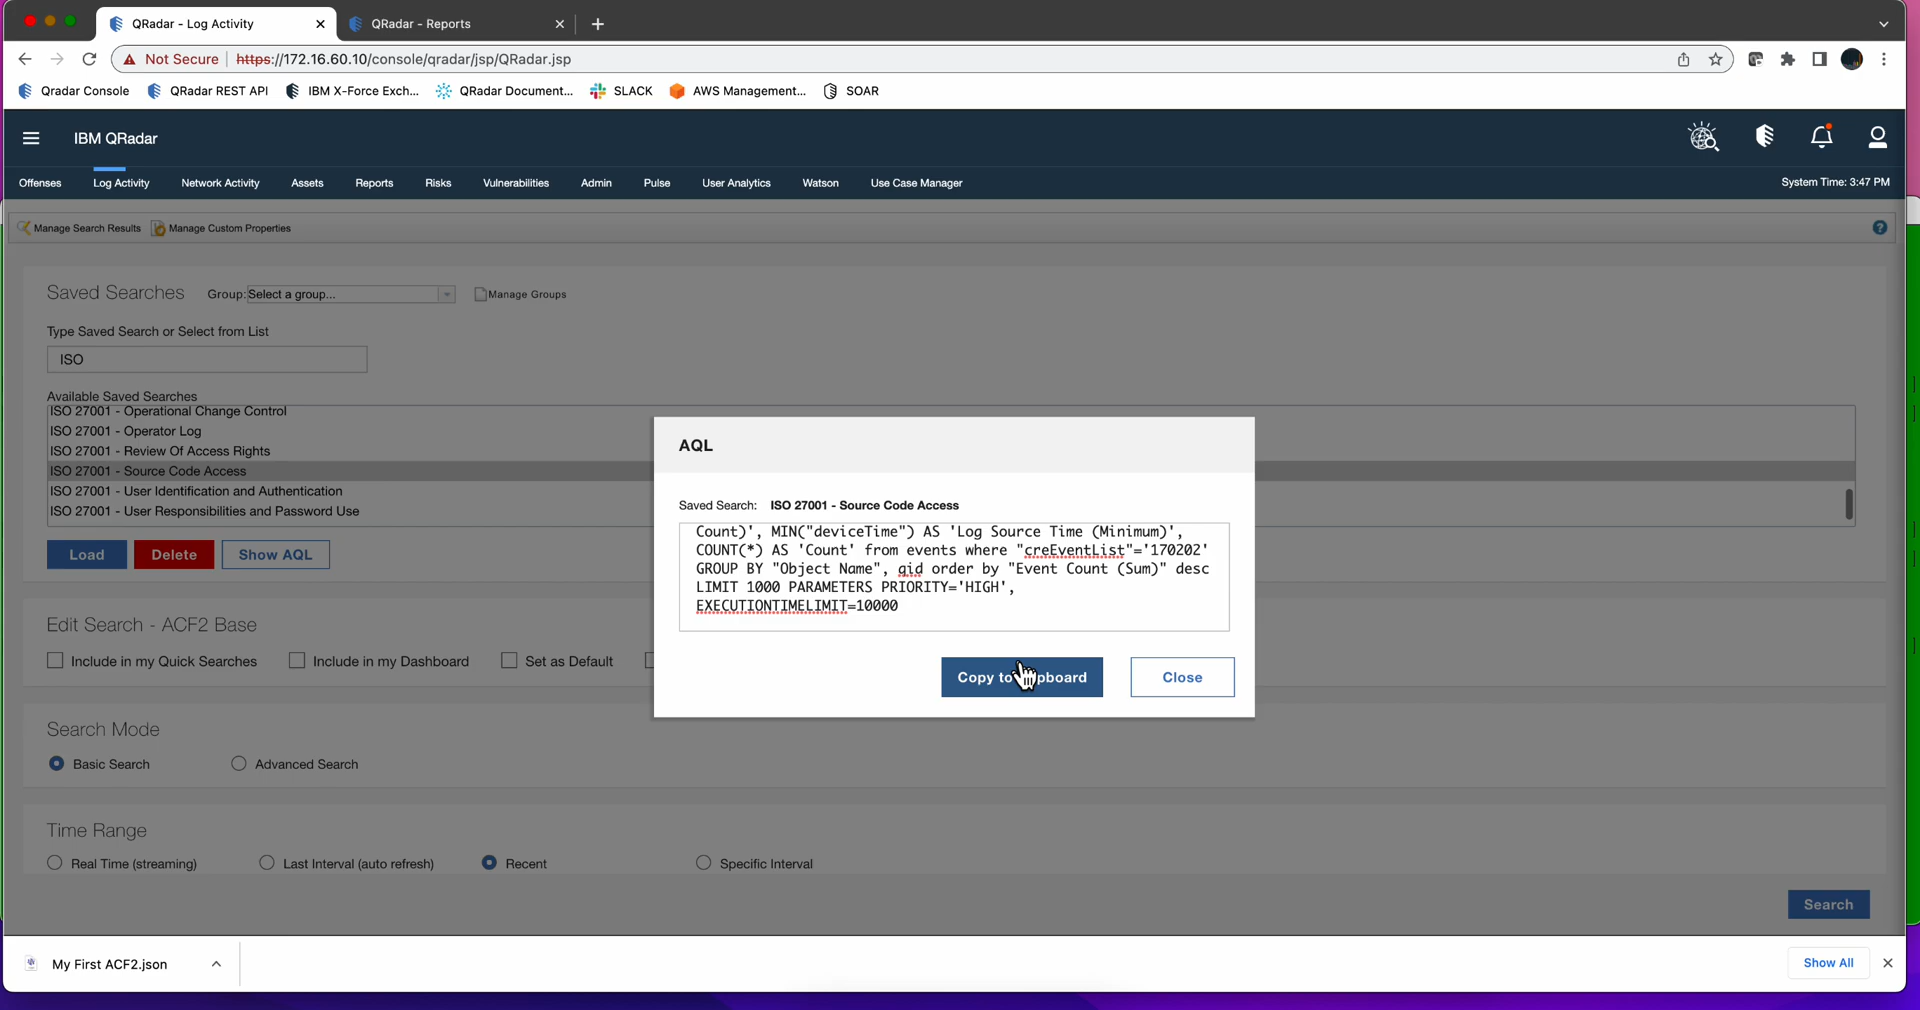 QRadar - Log Activity
QRadar - Reports
Not Secure
https://172.16.60.10/console/qradar/jsp/QRadar.jsp
Qradar Console
QRadar REST API
IBM X-Force Exch...
QRadar Document...
SLACK
AWS Management...
SOAR
IBM QRadar
Offenses
Log Activity
Network Activity
Assets
Reports
Risks
Vulnerabilities
Admin
Pulse
User Analytics
Watson
Use Case Manager
System Time: 3:47 PM
Manage Search Results
Manage Custom Properties
Saved Searches
Group: Select a group...
Manage Groups
Type Saved Search or Select from List
ISO
Available Saved Searches
ISO 27001 - Operational Change Control
ISO 27001 - Operator Log
ISO 27001 - Review Of Access Rights
ISO 27001 - Source Code Access
ISO 27001 - User Identification and Authentication
ISO 27001 - User Responsibilities and Password Use
Load
Delete
Show AQL
AQL
Saved Search: ISO 27001 - Source Code Access
Count)', MIN("deviceTime") AS 'Log Source Time (Minimum)',
COUNT(*) AS 'Count' from events where "creEventList"='170202'
GROUP BY "Object Name", qid order by "Event Count (Sum)" desc
LIMIT 1000 PARAMETERS PRIORITY='HIGH',
EXECUTIONTIMELIMIT=10000
Copy to pboard
Close
Edit Search - ACF2 Base
Include in my Quick Searches
Include in my Dashboard
Set as Default
Search Mode
Basic Search
Advanced Search
Time Range
Real Time (streaming)
Last Interval (auto refresh)
Recent
Specific Interval
Search
My First ACF2.json
Show All